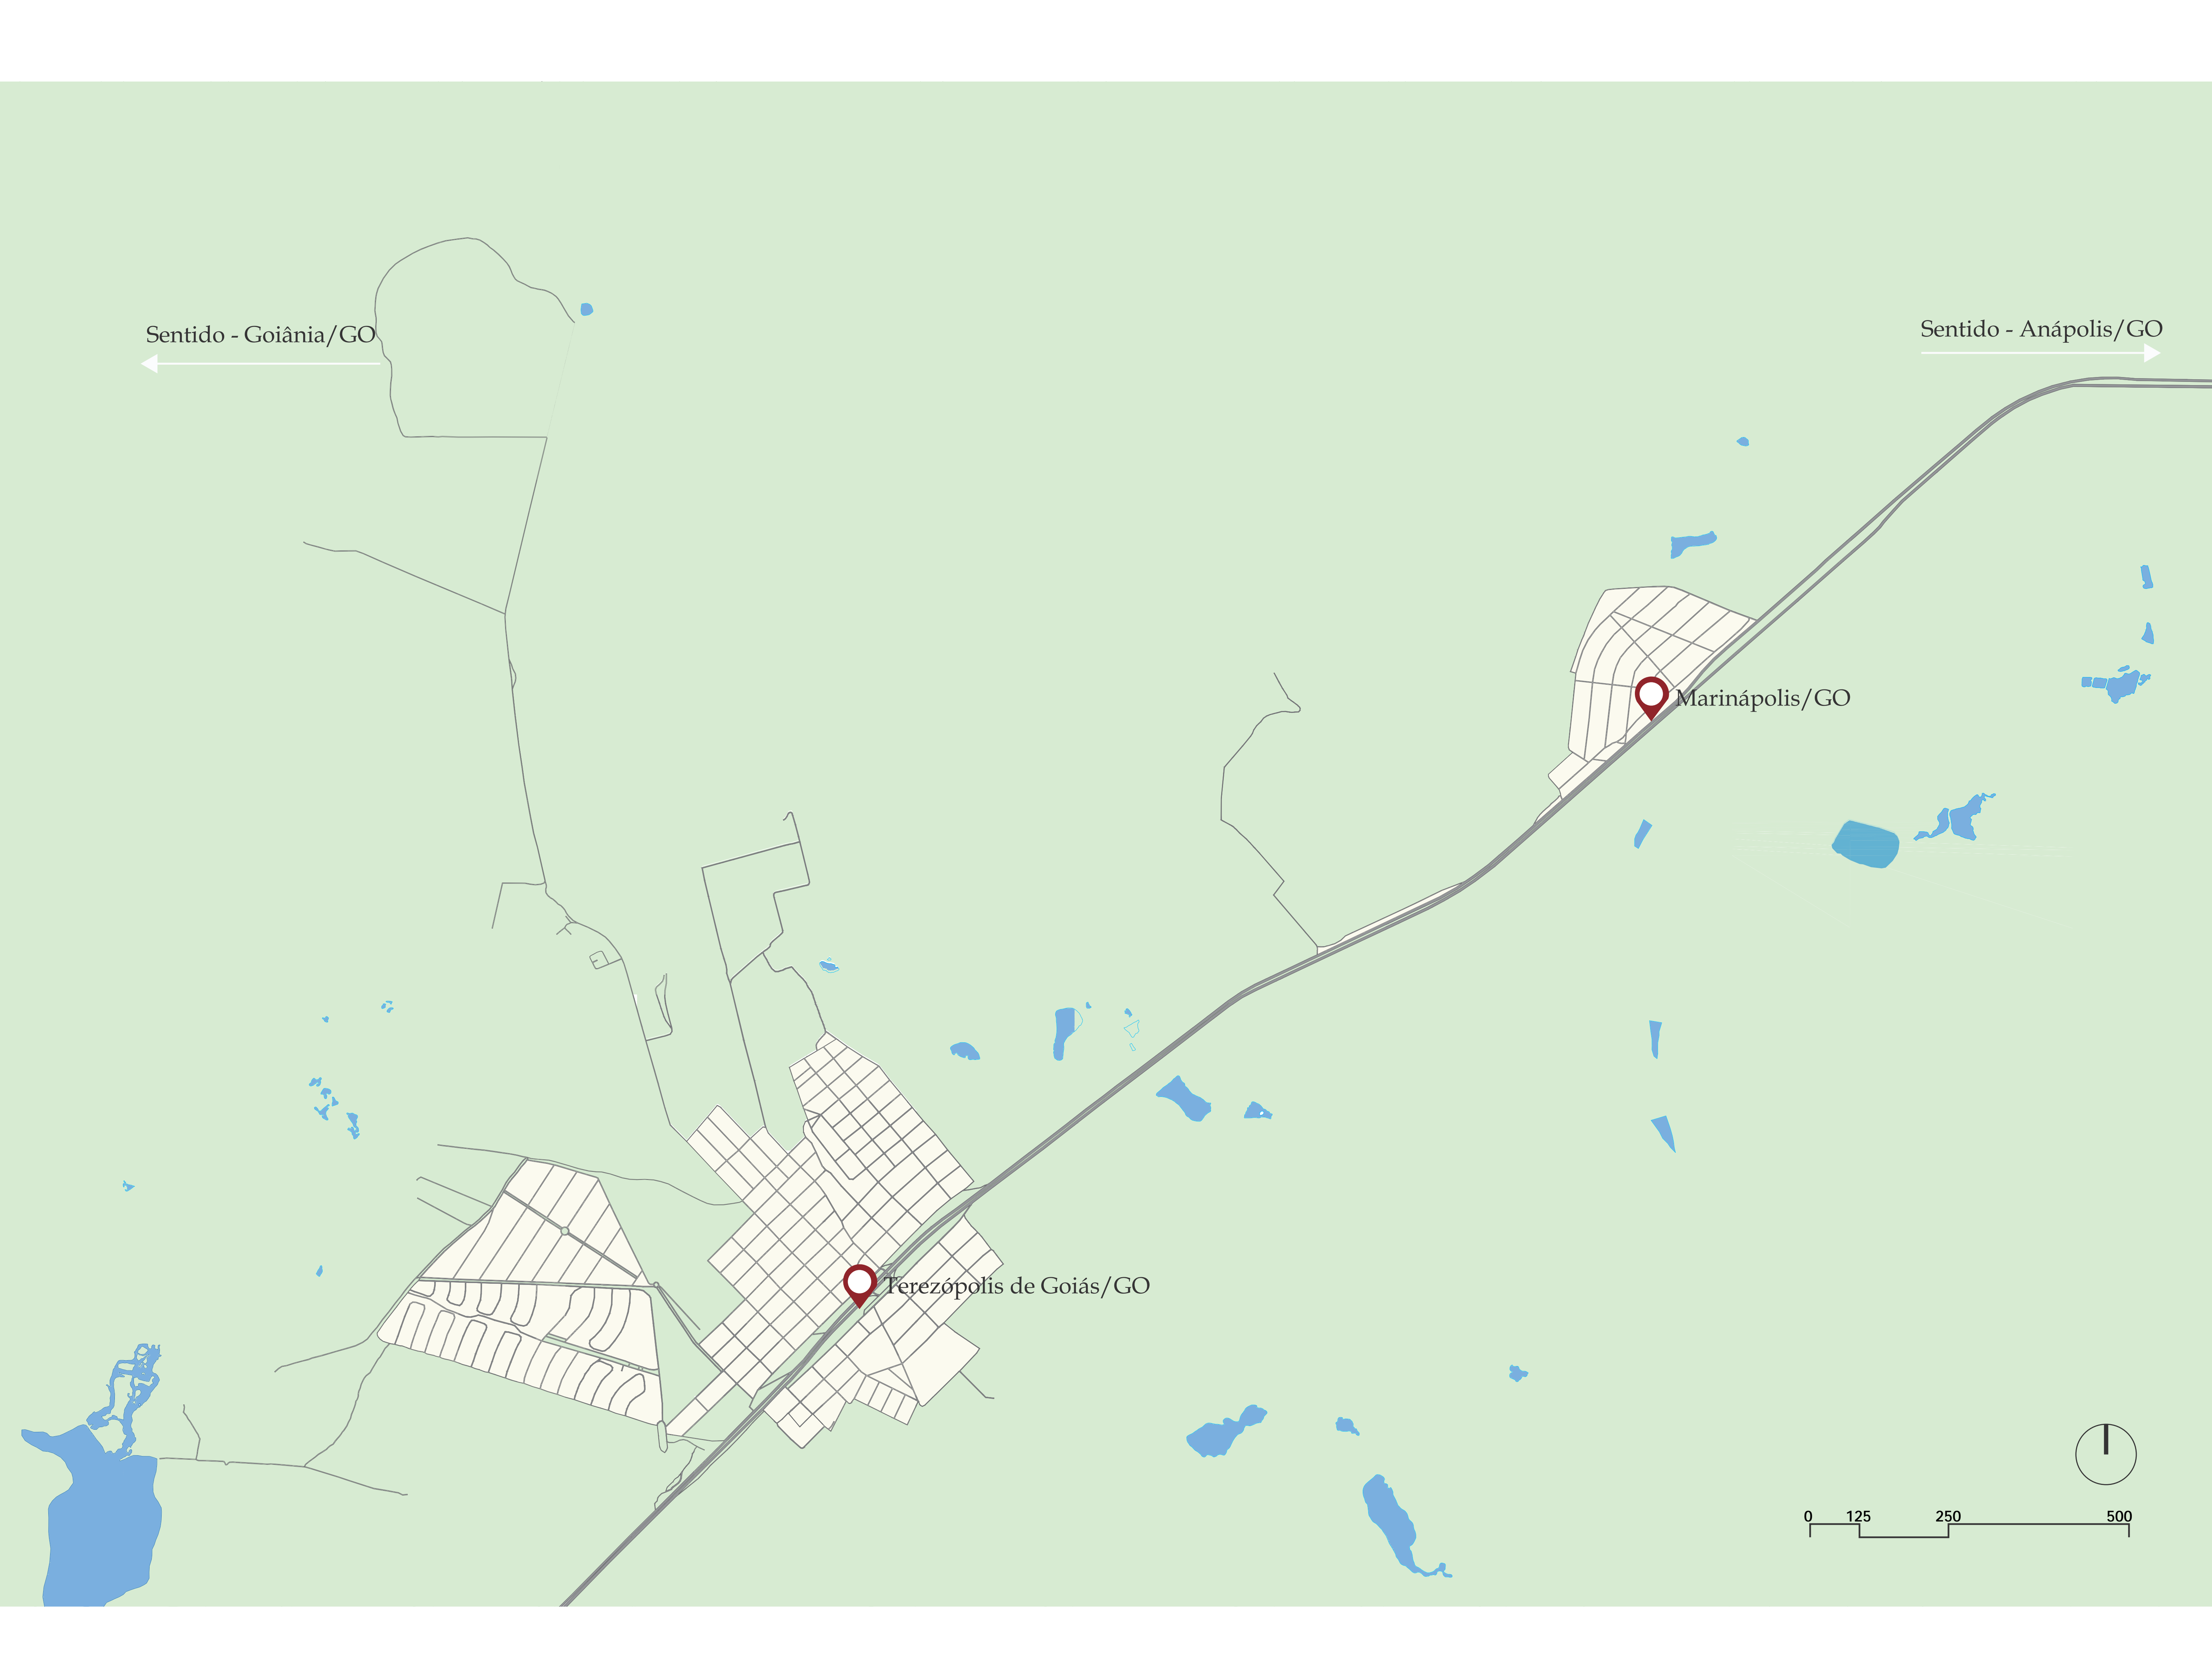 Sentido - Goiânia/GO
Sentido - Anápolis/GO
Marinápolis/GO
Terezópolis de Goiás/GO
0 125 250 500